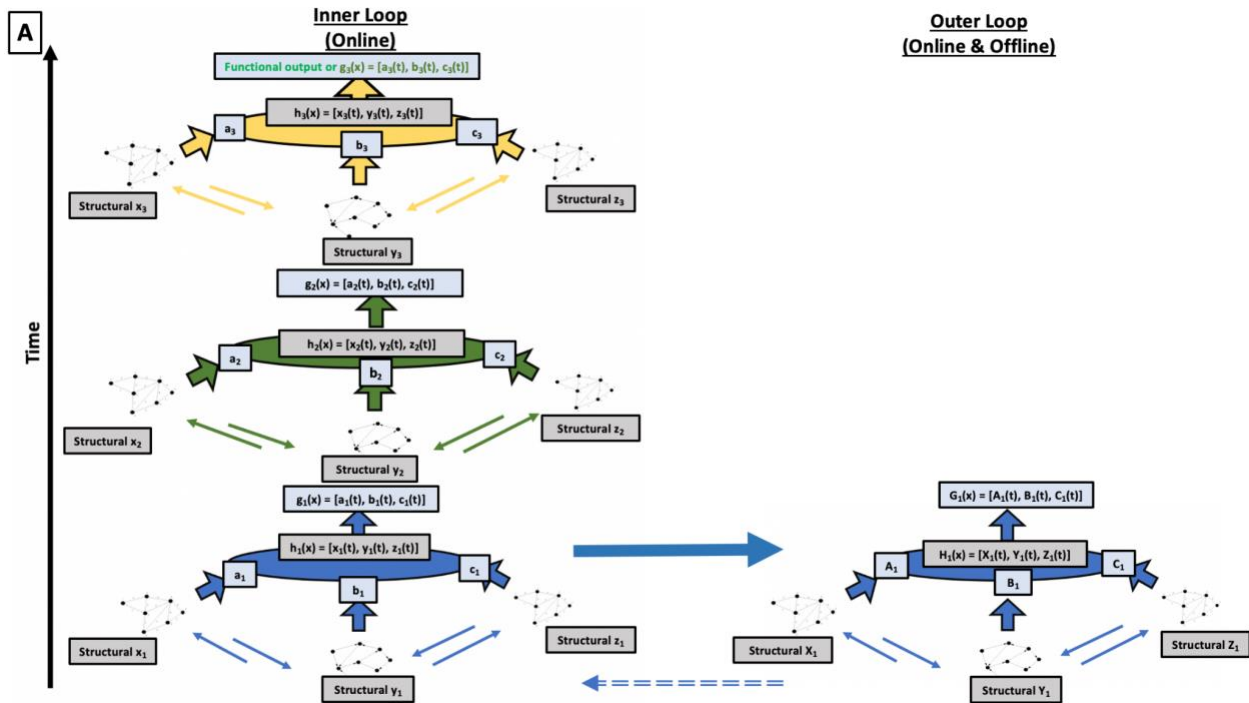 A
Inner Loop
(Online)
Outer Loop
(Online & Offline)
Time
Functional output or g₃(x) = [a₃(t), b₃(t), c₃(t)]
h₃(x) = [x₃(t), y₃(t), z₃(t)]
a₃
b₃
c₃
Structural x₃
Structural z₃
Structural y₃
g₂(x) = [a₂(t), b₂(t), c₂(t)]
h₂(x) = [x₂(t), y₂(t), z₂(t)]
a₂
b₂
c₂
Structural x₂
Structural z₂
Structural y₂
g₁(x) = [a₁(t), b₁(t), c₁(t)]
h₁(x) = [x₁(t), y₁(t), z₁(t)]
a₁
b₁
c₁
Structural x₁
Structural z₁
Structural y₁
G₁(x) = [A₁(t), B₁(t), C₁(t)]
H₁(x) = [X₁(t), Y₁(t), Z₁(t)]
A₁
B₁
C₁
Structural X₁
Structural Z₁
Structural Y₁